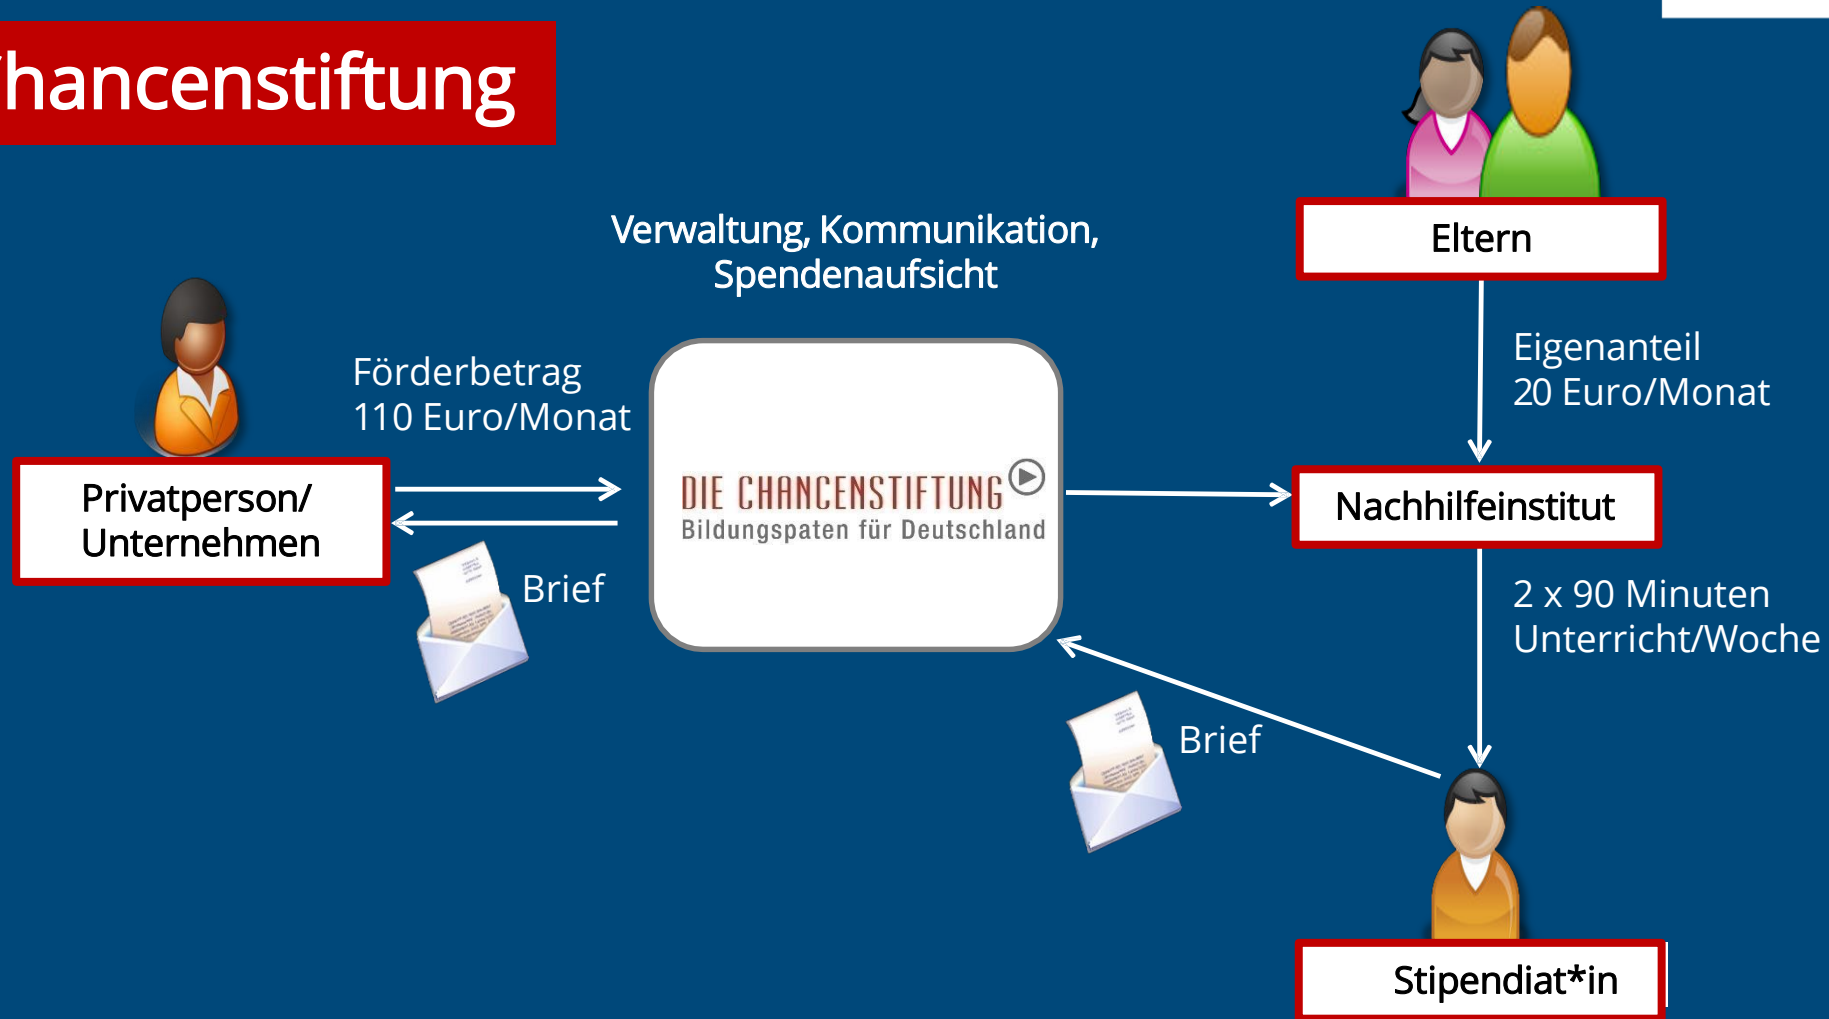 hancenstiftung
Verwaltung, Kommunikation,
Spendenaufsicht
Eltern
Förderbetrag
110 Euro/Monat
Eigenanteil
20 Euro/Monat
Privatperson/
Unternehmen
DIE CHANCENSTIFTUNG
Bildungspaten für Deutschland
Nachhilfeinstitut
Brief
2 x 90 Minuten
Unterricht/Woche
Brief
Stipendiat*in